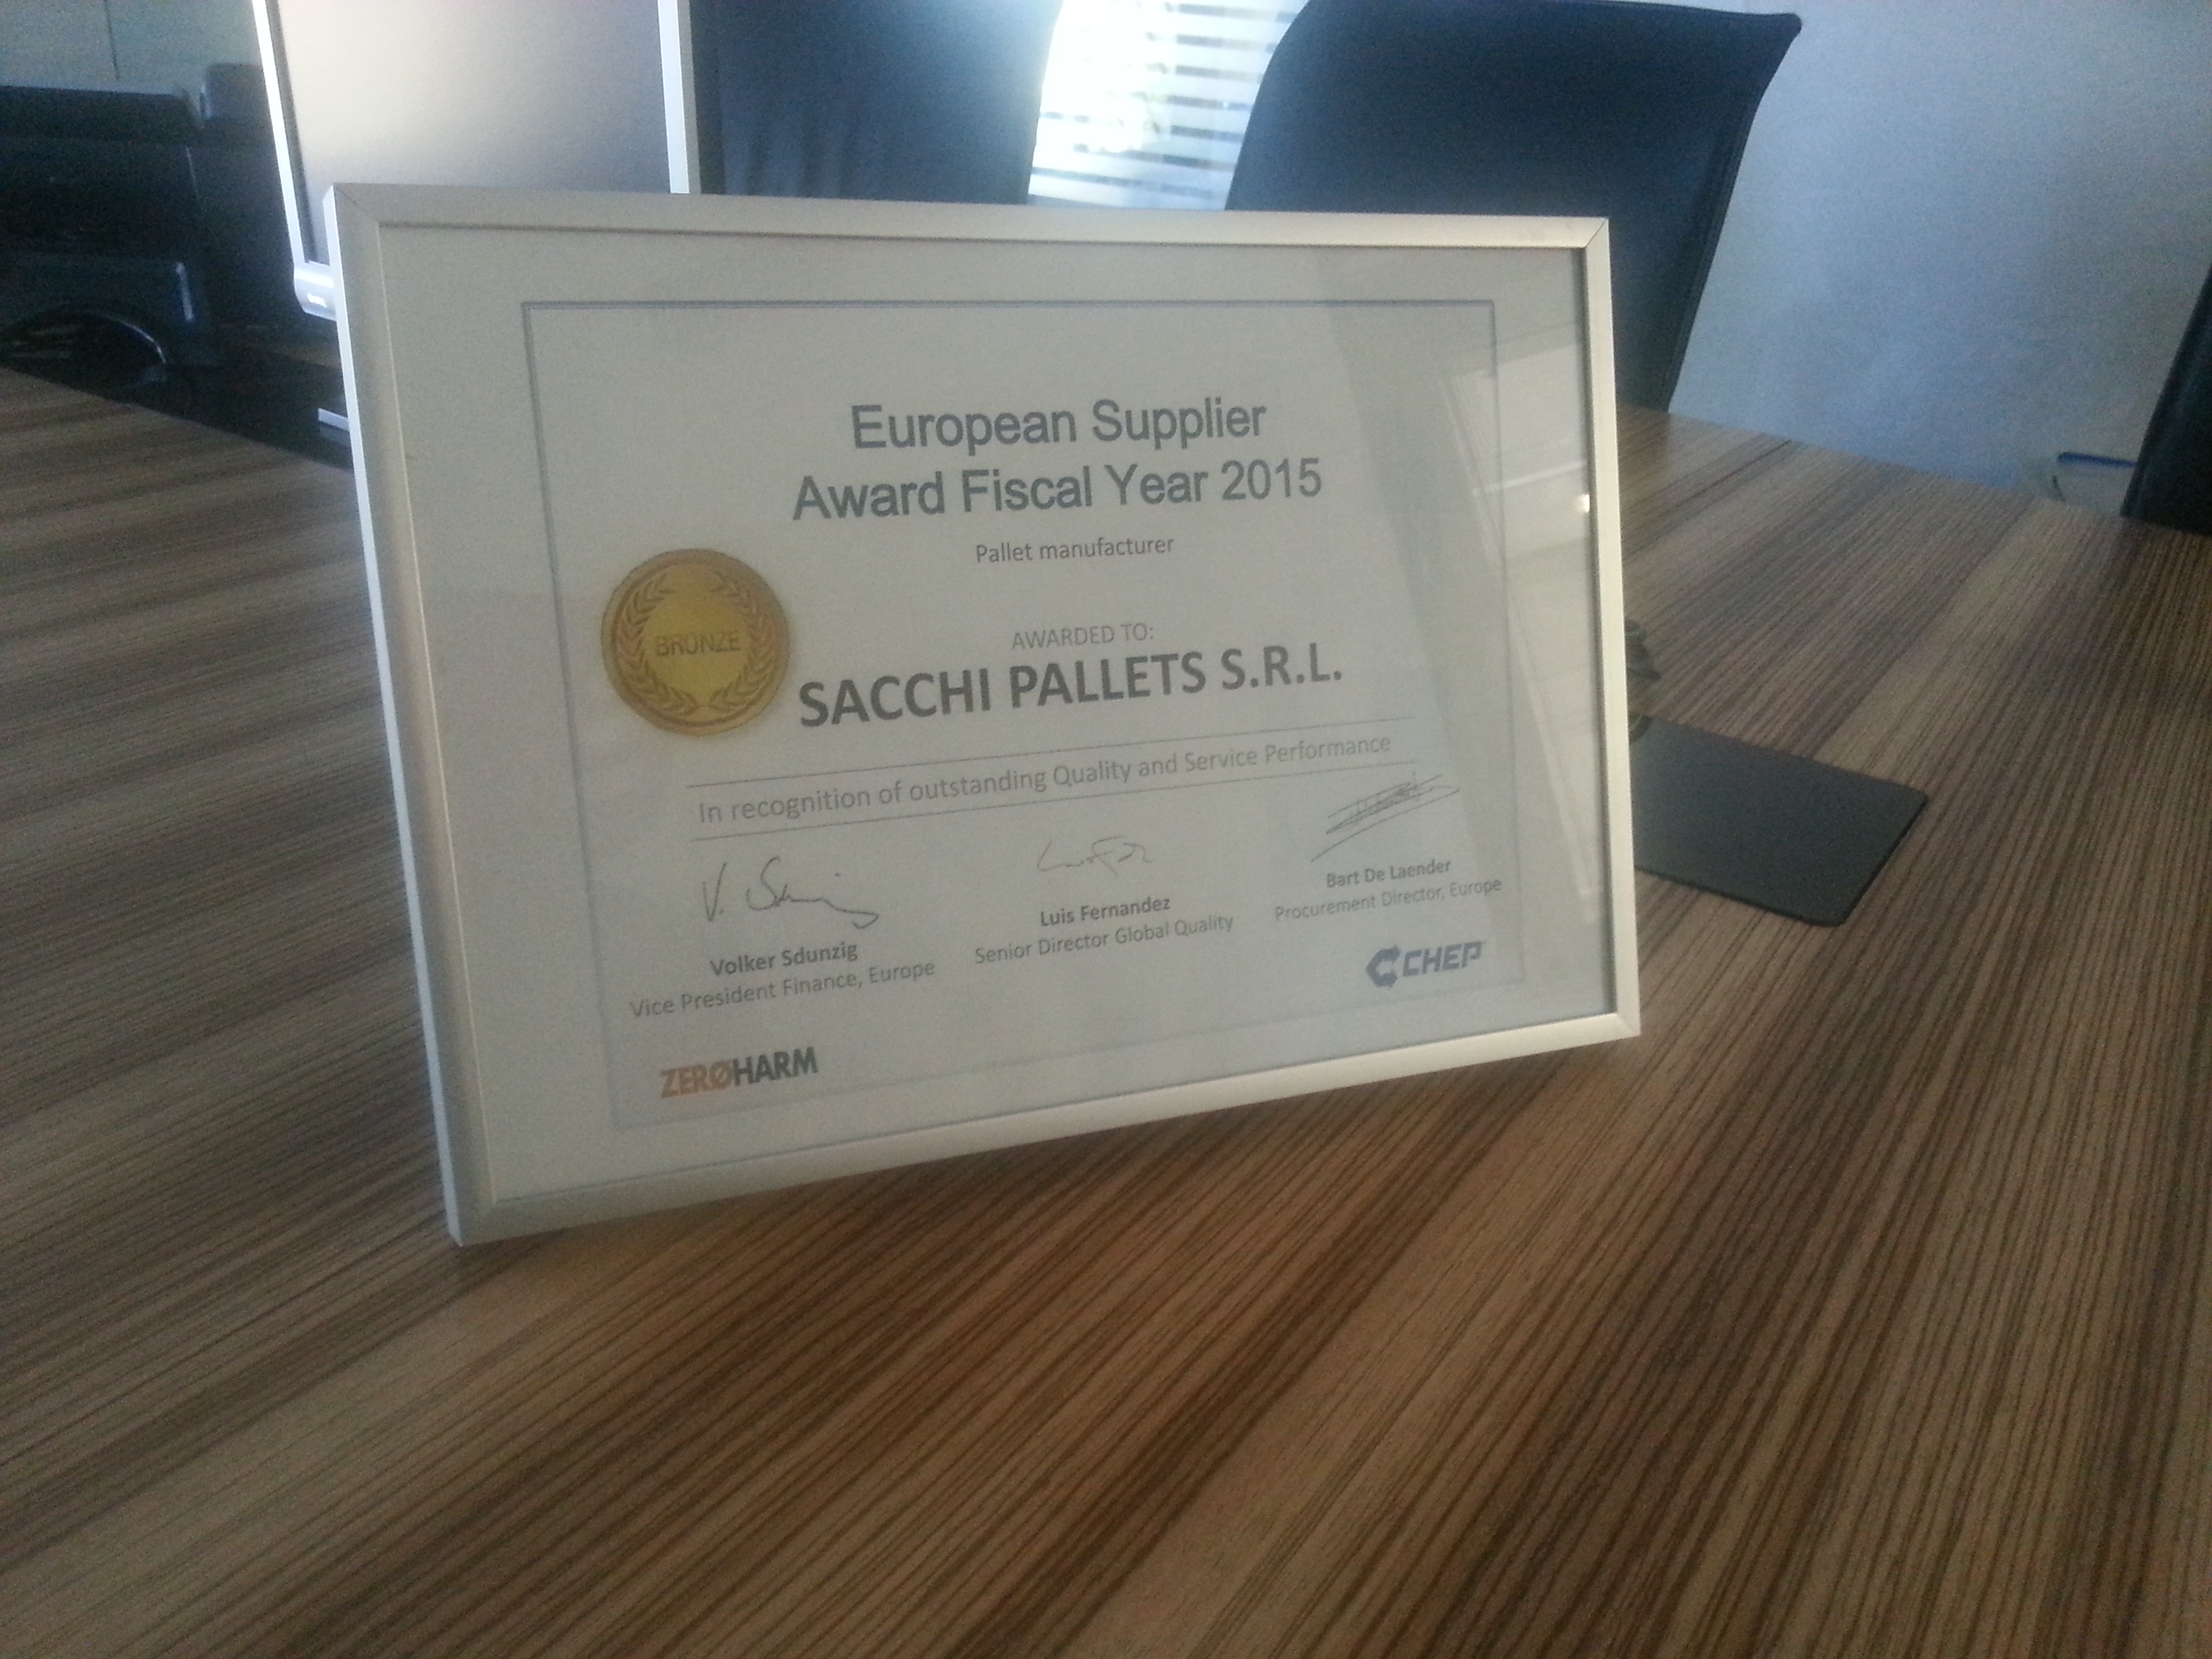 European Supplier
Award Fiscal Year 2015
Pallet manufacturer
BRONZE
AWARDED TO:
SACCHI PALLETS S.R.L.
In recognition of outstanding Quality and Service Performance
V. Sdunzig
Volker Sdunzig
Vice President Finance, Europe
Luis Fernandez
Senior Director Global Quality
Bart De Laender
Procurement Director, Europe
CHEP
ZERØHARM